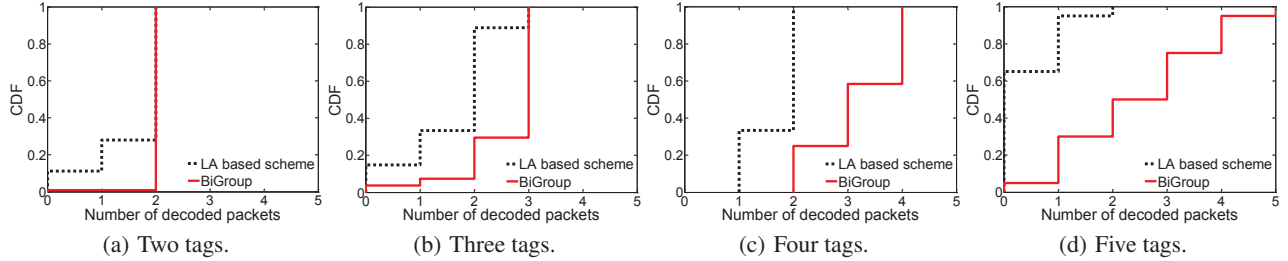 1
0.8
0.6
0.4
0.2
0
CDF
LA based scheme
BiGroup
0 1 2 3 4 5
Number of decoded packets
(a) Two tags.
1
0.8
0.6
0.4
0.2
0
CDF
LA based scheme
BiGroup
0 1 2 3 4 5
Number of decoded packets
(b) Three tags.
1
0.8
0.6
0.4
0.2
0
CDF
LA based scheme
BiGroup
0 1 2 3 4 5
Number of decoded packets
(c) Four tags.
1
0.8
0.6
0.4
0.2
0
CDF
LA based scheme
BiGroup
0 1 2 3 4 5
Number of decoded packets
(d) Five tags.